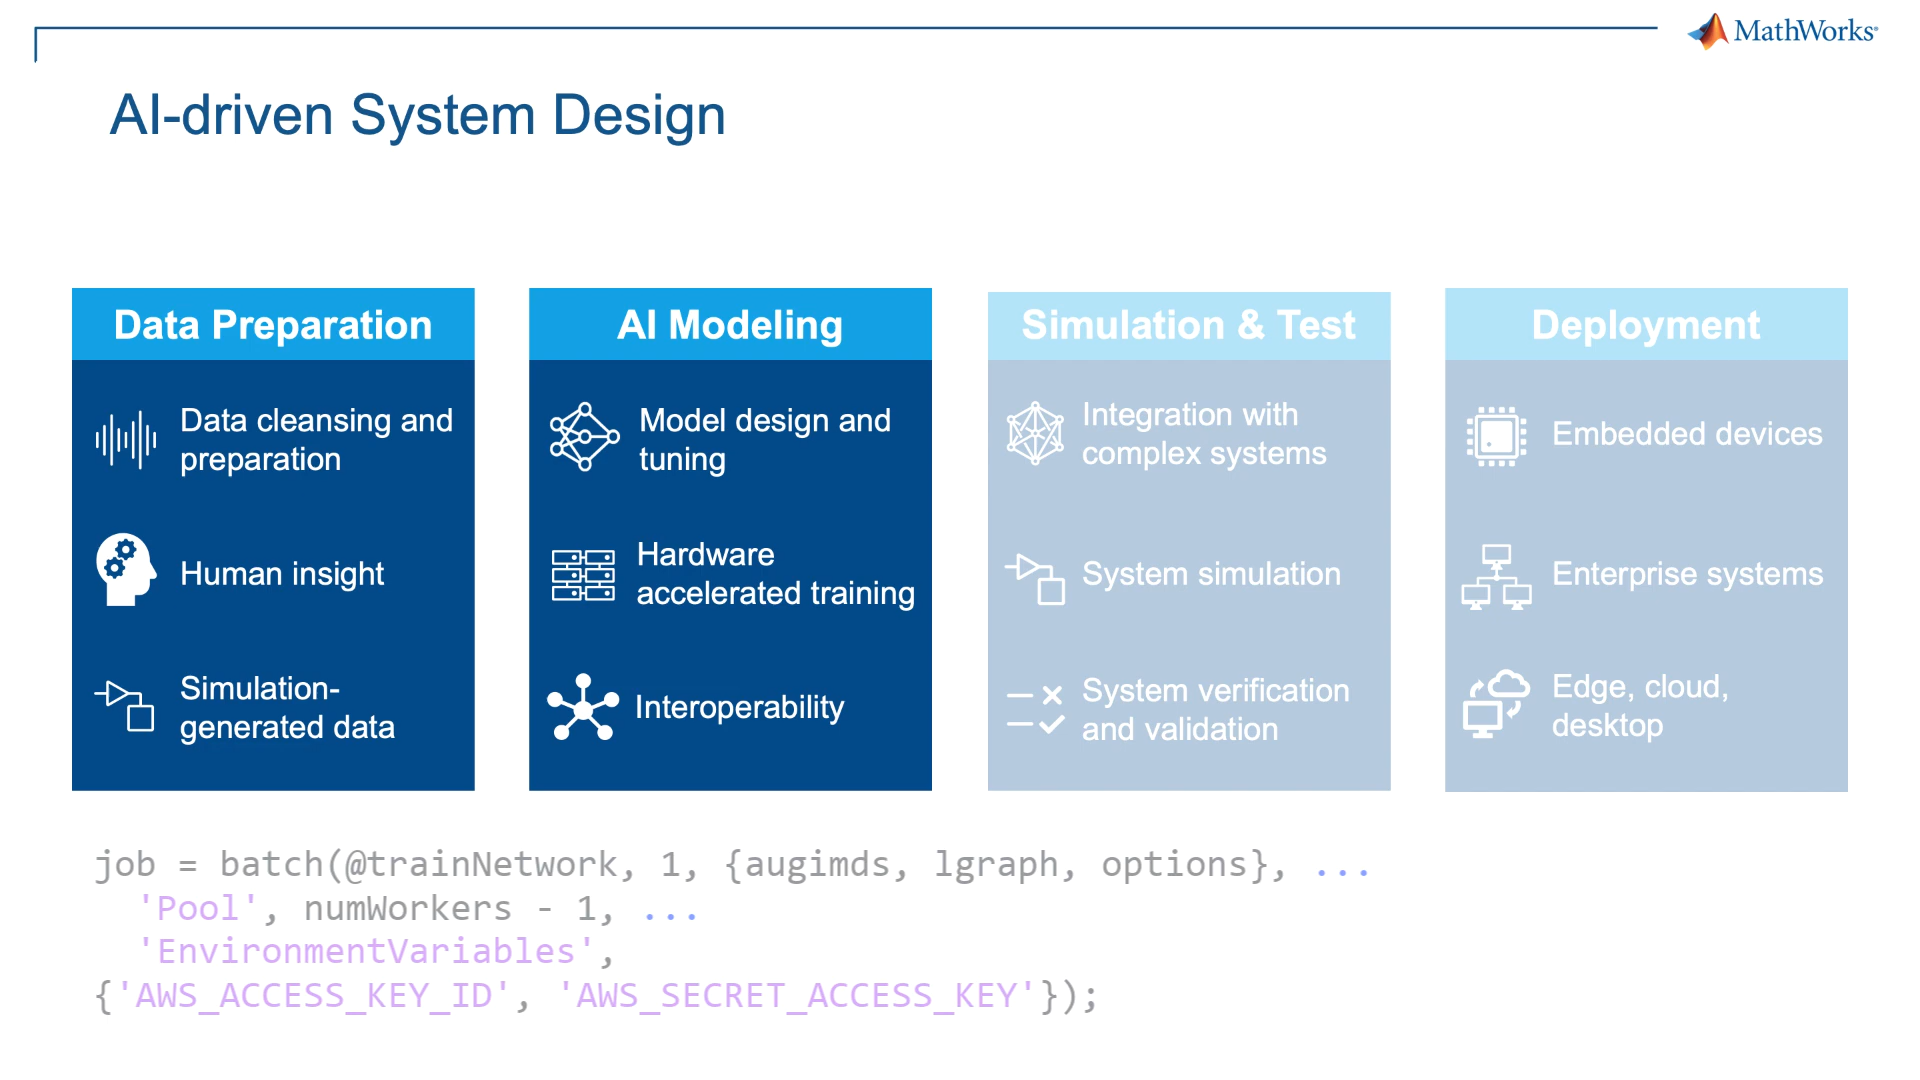 MathWorks
AI-driven System Design
Data Preparation
Data cleansing and
preparation
Human insight
Simulation-
generated data
AI Modeling
Model design and
tuning
Hardware
accelerated training
Interoperability
Simulation & Test
Integration with
complex systems
System simulation
System verification
and validation
Deployment
Embedded devices
Enterprise systems
Edge, cloud,
desktop
job = batch(@trainNetwork, 1, {augimds, lgraph, options}, ...
'Pool', numWorkers - 1, ...
'EnvironmentVariables',
{'AWS_ACCESS_KEY_ID', 'AWS_SECRET_ACCESS_KEY'});